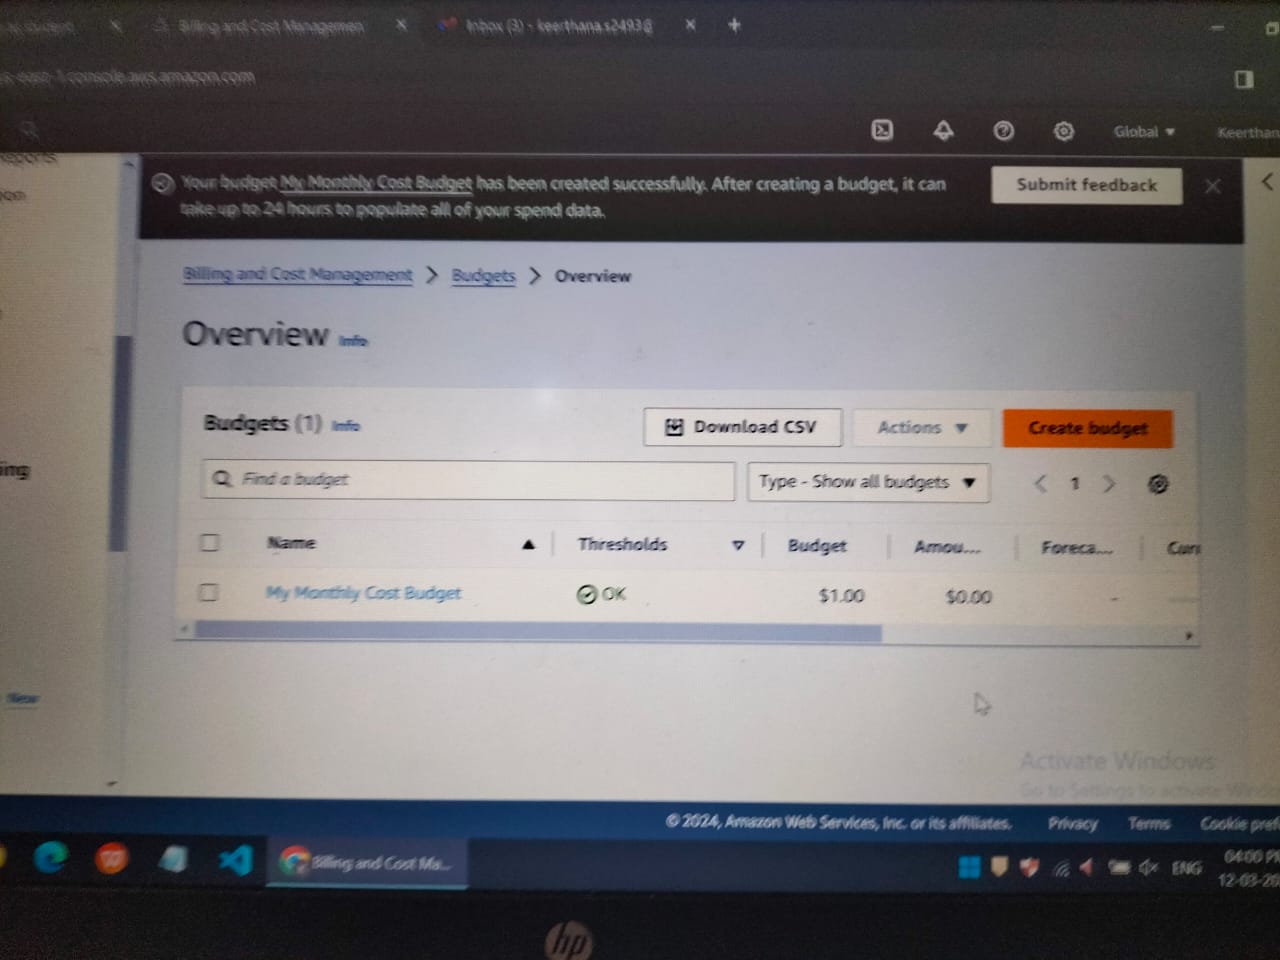 Billing and Cost Managemen
Inbox (3) - keerthana.s2493@
-east-1.console.aws.amazon.com
Global
Keerthan
Reports
Your budget My Monthly Cost Budget has been created successfully. After creating a budget, it can
take up to 24 hours to populate all of your spend data.
Submit feedback
Billing and Cost Management > Budgets > Overview
Overview Info
Budgets (1) Info
Download CSV
Actions
Create budget
ing
Find a budget
Type - Show all budgets
1
Name
Thresholds
Budget
Amou...
Foreca...
Curr
My Monthly Cost Budget
OK
$1.00
$0.00
-
New
Activate Windows
Go to Settings to activate Win
© 2024, Amazon Web Services, Inc. or its affiliates.
Privacy
Terms
Cookie pref
Billing and Cost Ma...
ENG
04:00 P
12-03-20
hp